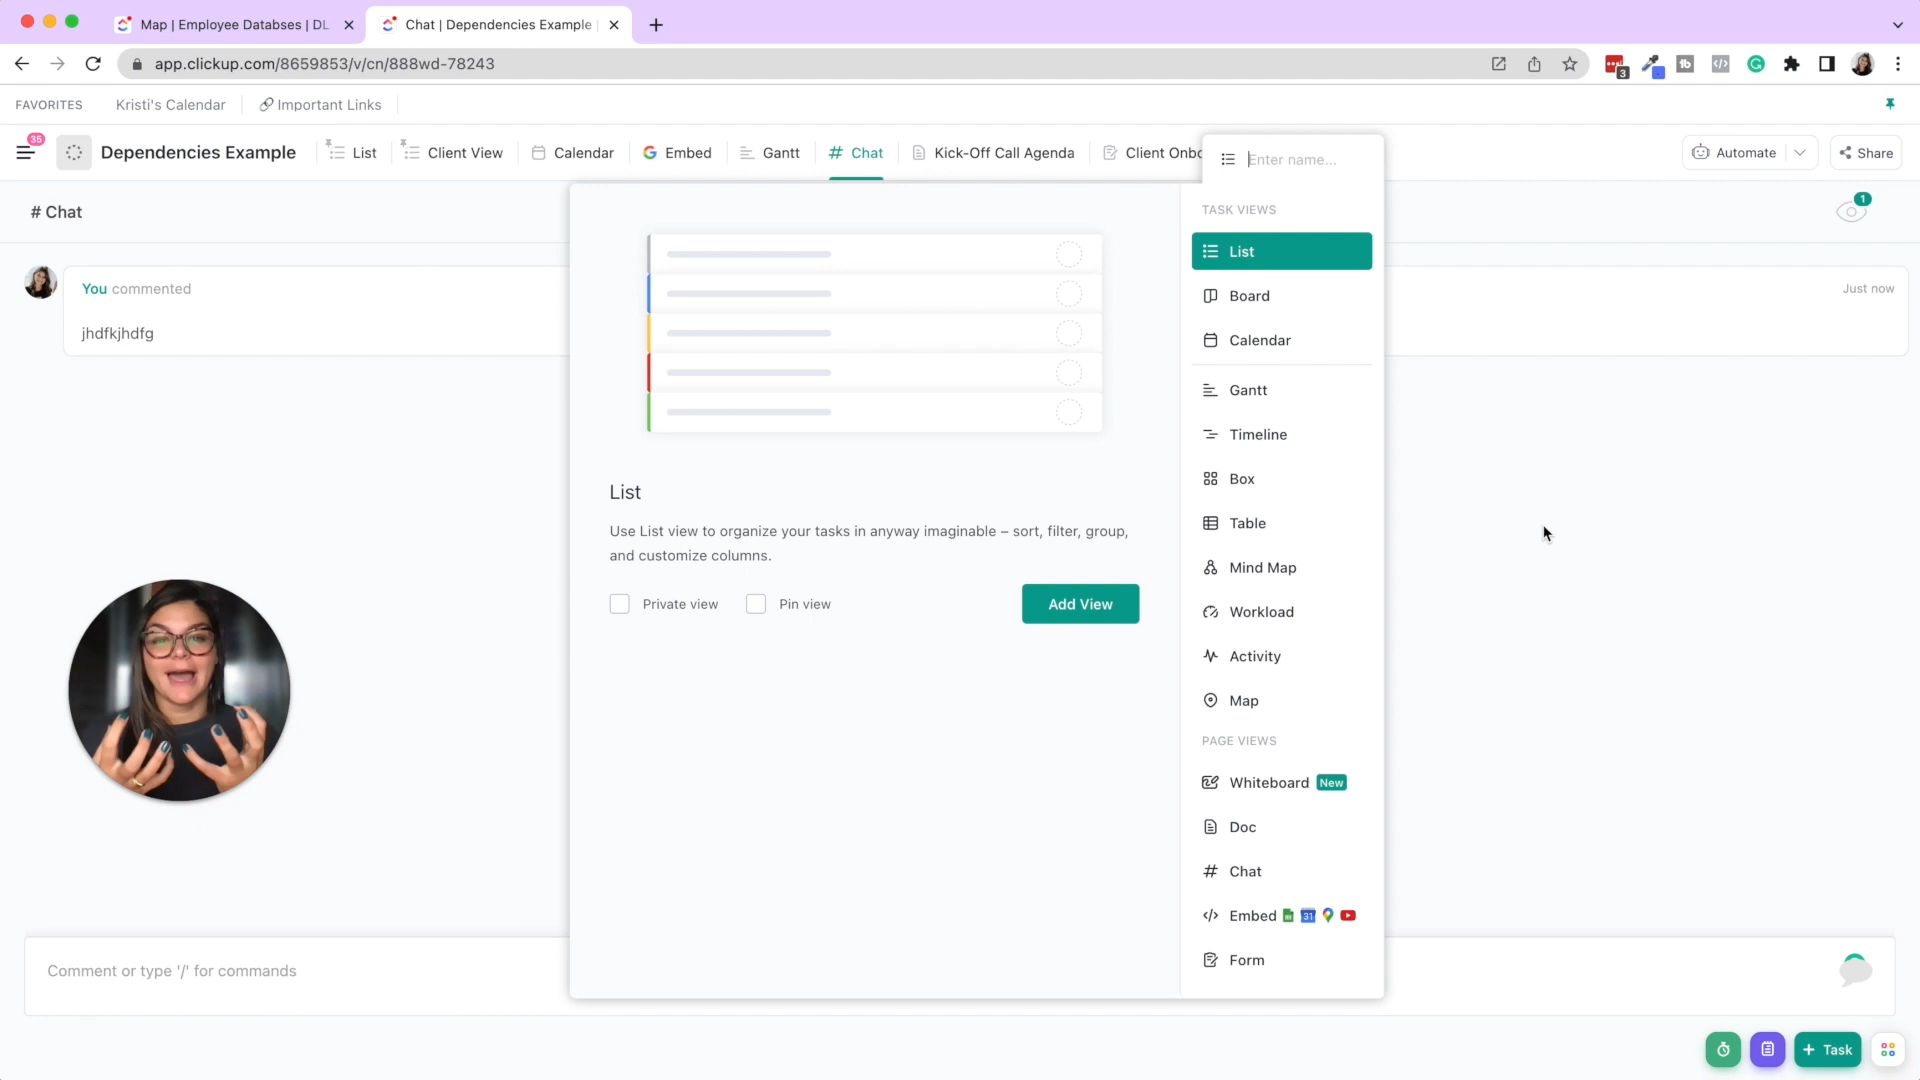 Map | Employee Databses | DL
Chat | Dependencies Example
app.clickup.com/8659853/v/cn/888wd-78243
3
FAVORITES
Kristi's Calendar
Important Links
35
Dependencies Example
List
Client View
Calendar
Embed
Gantt
# Chat
Kick-Off Call Agenda
Client Onbo
Enter name...
Automate
Share
# Chat
1
You commented
Just now
jhdfkjhdfg
TASK VIEWS
List
Board
Calendar
Gantt
Timeline
Box
Table
Mind Map
Workload
Activity
Map
PAGE VIEWS
Whiteboard New
Doc
Chat
Embed 31
Form
List
Use List view to organize your tasks in anyway imaginable – sort, filter, group,
and customize columns.
Private view
Pin view
Add View
Comment or type '/' for commands
+ Task